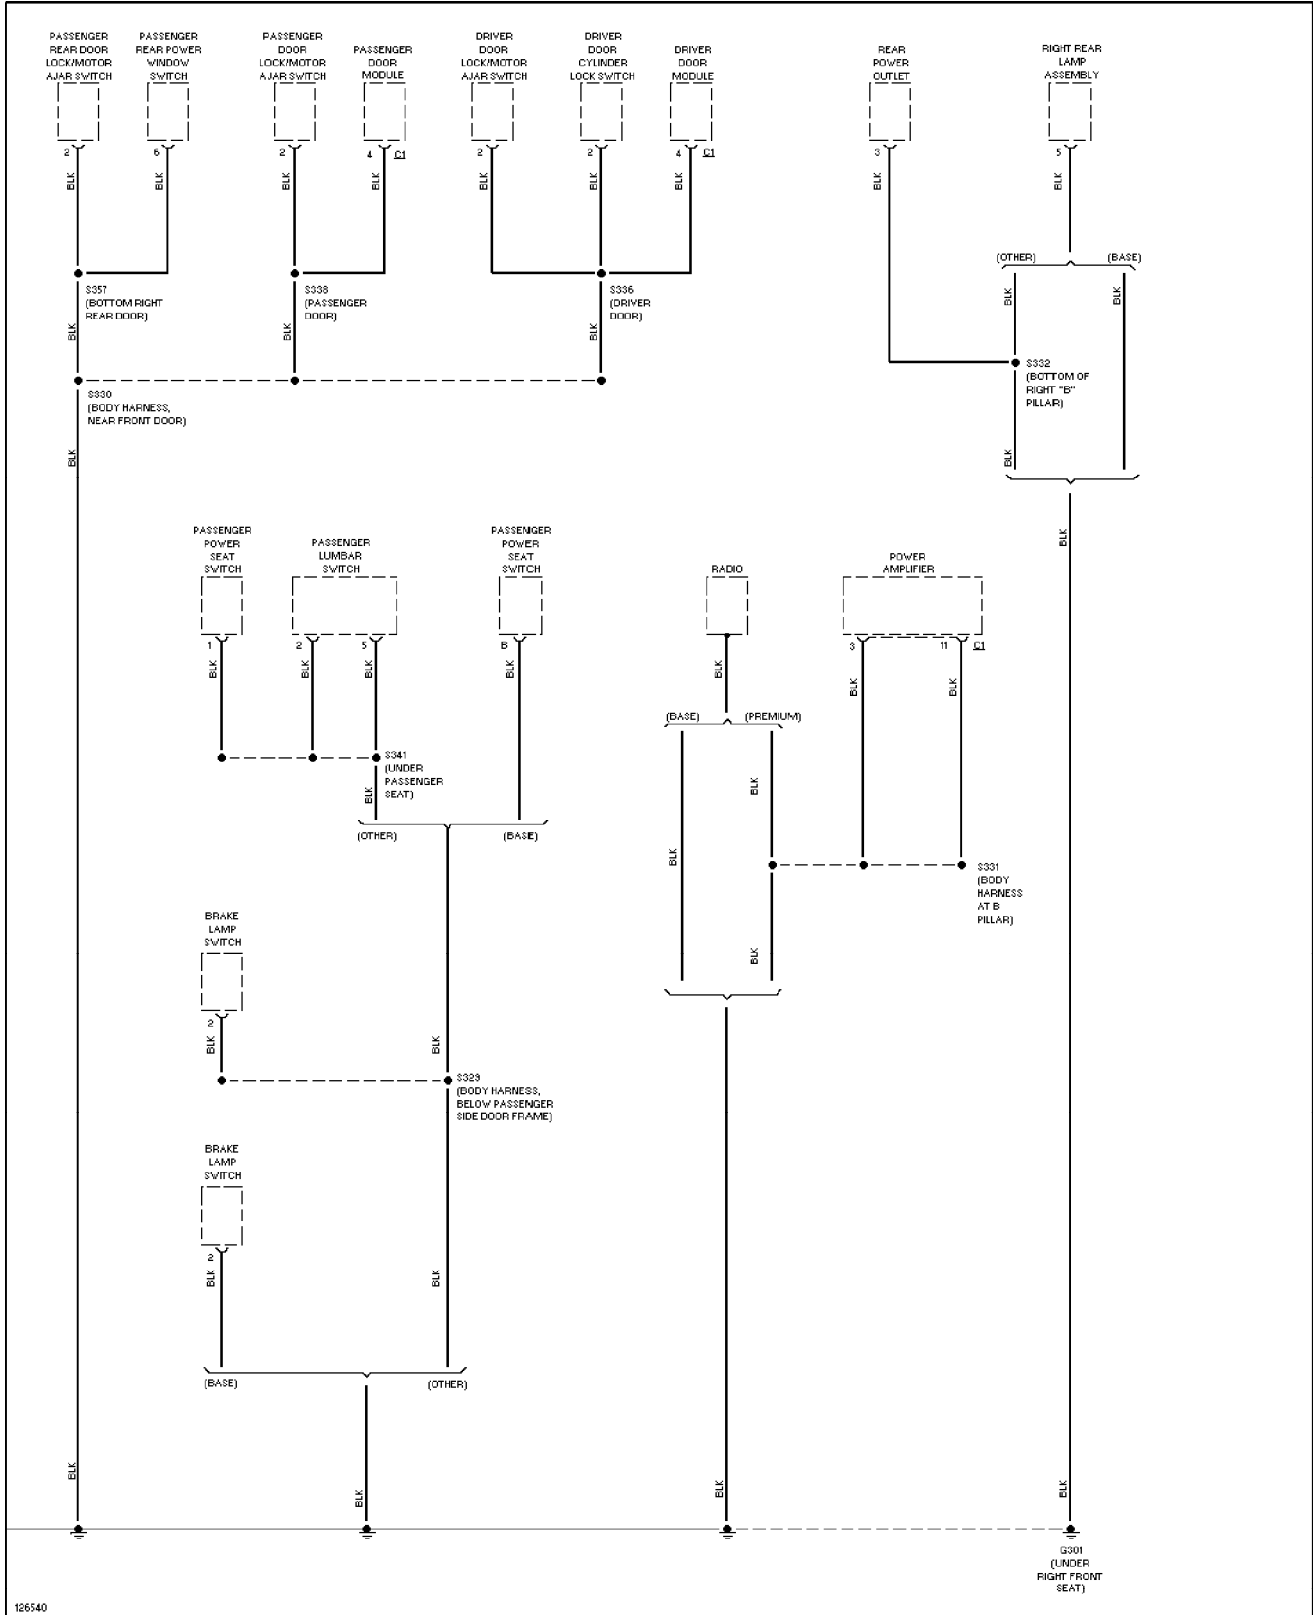 PASSENGER
REAR DOOR
LOCK/MOTOR
AJAR SWITCH
PASSENGER
REAR POWER
WINDOW
SWITCH
PASSENGER
DOOR
LOCK/MOTOR
AJAR SWITCH
PASSENGER
DOOR
MODULE
DRIVER
DOOR
LOCK/MOTOR
AJAR SWITCH
DRIVER
DOOR
CYLINDER
LOCK SWITCH
DRIVER
DOOR
MODULE
REAR
POWER
OUTLET
RIGHT REAR
LAMP
ASSEMBLY
2
6
2
4
C1
2
2
4
C1
3
5
BLK
BLK
BLK
BLK
BLK
BLK
BLK
BLK
BLK
(OTHER)
(BASE)
BLK
BLK
S357
(BOTTOM RIGHT
REAR DOOR)
S338
(PASSENGER
DOOR)
S336
(DRIVER
DOOR)
BLK
BLK
BLK
S332
(BOTTOM OF
RIGHT "B"
PILLAR)
S330
(BODY HARNESS,
NEAR FRONT DOOR)
BLK
BLK
BLK
PASSENGER
POWER
SEAT
SWITCH
PASSENGER
LUMBAR
SWITCH
PASSENGER
POWER
SEAT
SWITCH
RADIO
POWER
AMPLIFIER
1
2
5
B
3
11
C1
BLK
BLK
BLK
BLK
BLK
BLK
BLK
(BASE)
(PREMIUM)
S341
(UNDER
PASSENGER
SEAT)
BLK
BLK
(OTHER)
(BASE)
BLK
S331
(BODY
HARNESS
AT B
PILLAR)
BLK
BRAKE
LAMP
SWITCH
2
BLK
BLK
S329
(BODY HARNESS,
BELOW PASSENGER
SIDE DOOR FRAME)
BRAKE
LAMP
SWITCH
2
BLK
BLK
(BASE)
(OTHER)
BLK
BLK
BLK
BLK
G301
(UNDER
RIGHT FRONT
SEAT)
126540